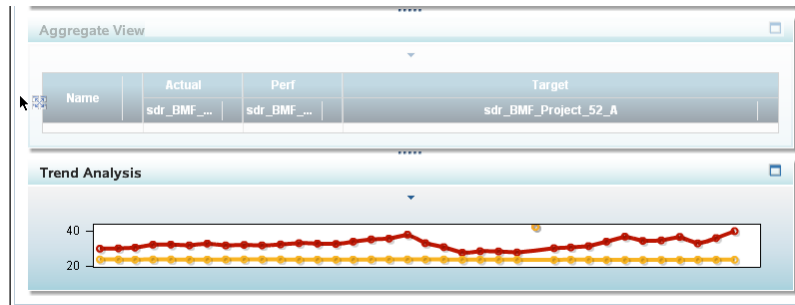 Aggregate View
Actual Perf Target
Name
sdr_BMF_... sdr_BMF_... sdr_BMF_Project_52_A
Trend Analysis
40
20